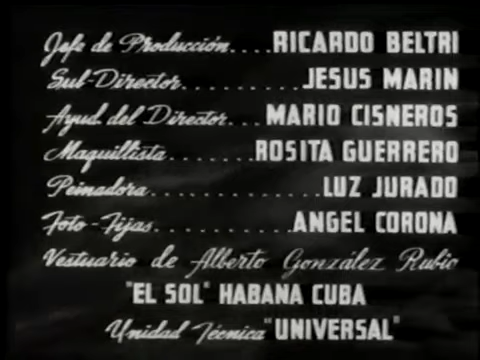 Jefe de Producción....RICARDO BELTRI
Sub-Director..........JESUS MARIN
Ayud. del Director...MARIO CISNEROS
Maquillista.......ROSITA GUERRERO
Peinadora..............LUZ JURADO
Foto-Fijas...........ANGEL CORONA
Vestuario de Alberto González Rubio
"EL SOL" HABANA CUBA
Unidad Técnica "UNIVERSAL"